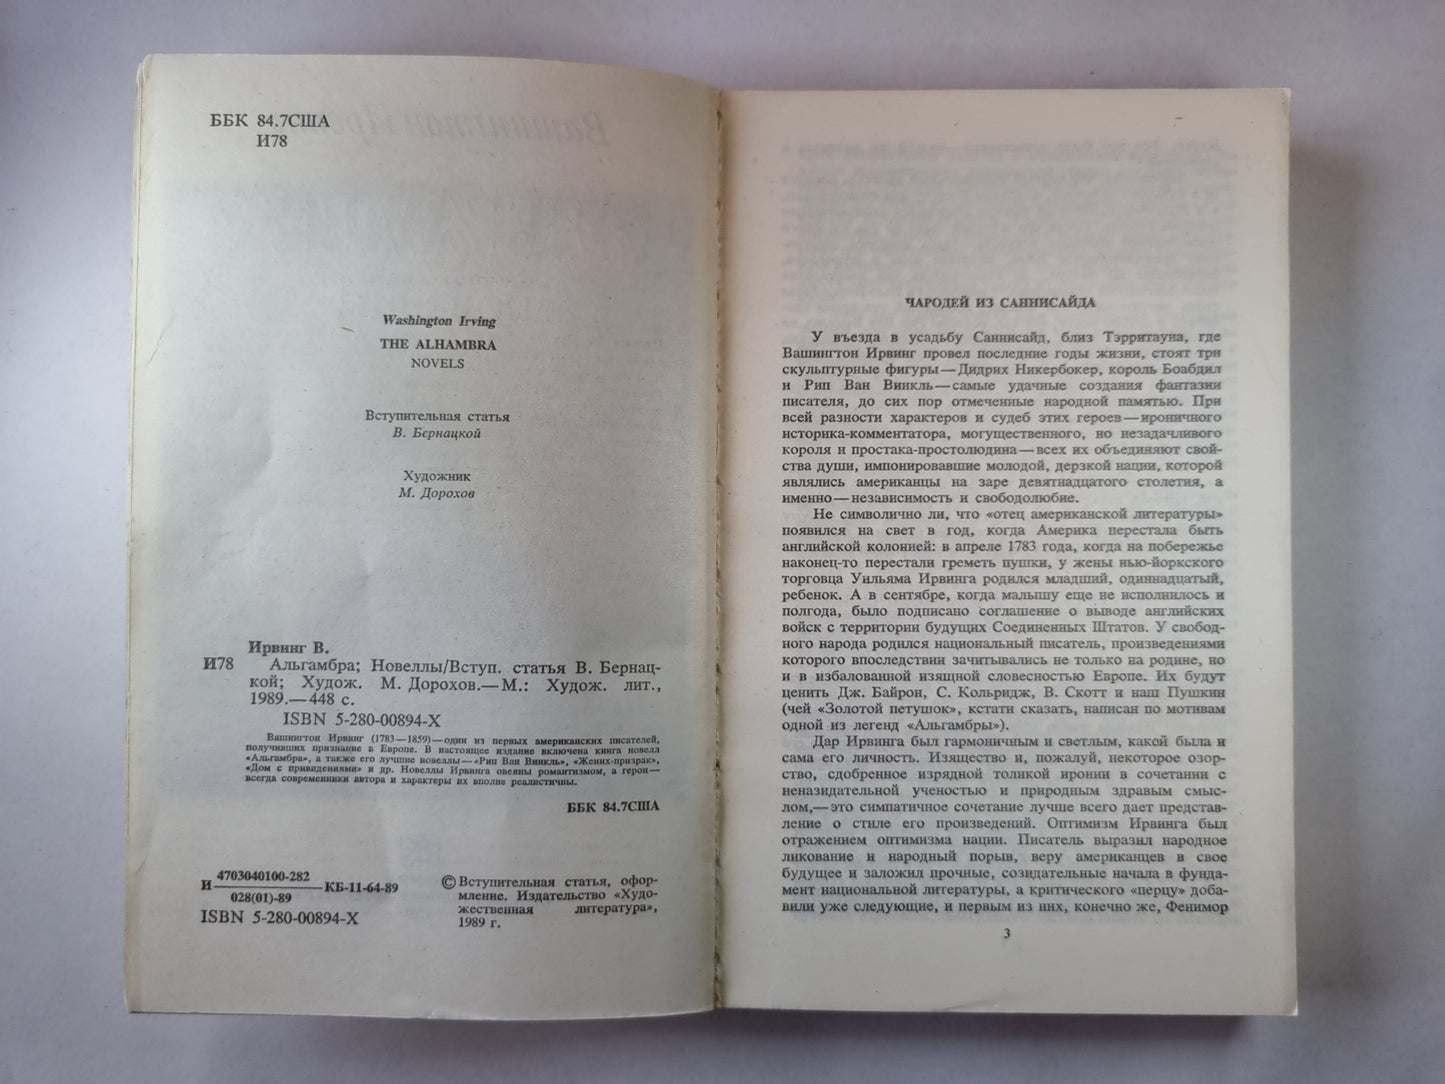 ББК 84.7США
И78
Washington Irving
THE ALHAMBRA
NOVELS
Вступительная статья
В. Бернацкой
Художник
М. Дорохов
Ирвинг В.
И78 Альгамбра; Новеллы/Вступ. статья В. Бернац-
кой; Худож. М. Дорохов.—М.: Худож. лит.,
1989.—448 с.
ISBN 5-280-00894-X
Вашингтон Ирвинг (1783—1859)—один из первых американских писателей,
получивших признание в Европе. В настоящее издание включена книга новелл
«Альгамбра», а также его лучшие новеллы—«Рип Ван Винкль», «Жених-призрак»,
«Дом с привидениями» и др. Новеллы Ирвинга овеяны романтизмом, а герои—
всегда современники автора и характеры их вполне реалистичны.
ББК 84.7США
И 4703040100-282 КБ-11-64-89
028(01)-89
ISBN 5-280-00894-X
© Вступительная статья, офор-
мление. Издательство «Худо-
жественная литература»,
1989 г.
ЧАРОДЕЙ ИЗ САННИСАЙДА
У въезда в усадьбу Саннисайд, близ Тэрритауна, где
Вашингтон Ирвинг провел последние годы жизни, стоят три
скульптурные фигуры—Дидрих Никербокер, король Боабдил
и Рип Ван Винкль—самые удачные создания фантазии
писателя, до сих пор отмеченные народной памятью. При
всей разности характеров и судеб этих героев—ироничного
историка-комментатора, могущественного, но незадачливого
короля и простака-простолюдина—всех их объединяют свой-
ства души, импонировавшие молодой, дерзкой нации, которой
являлись американцы на заре девятнадцатого столетия, а
именно—независимость и свободолюбие.
Не символично ли, что «отец американской литературы»
появился на свет в год, когда Америка перестала быть
английской колонией: в апреле 1783 года, когда на побережье
наконец-то перестали греметь пушки, у жены нью-йоркского
торговца Уильяма Ирвинга родился младший, одиннадцатый,
ребенок. А в сентябре, когда малышу еще не исполнилось и
полгода, было подписано соглашение о выводе английских
войск с территории будущих Соединенных Штатов. У свобод-
ного народа родился национальный писатель, произведениями
которого впоследствии зачитывались не только на родине, но
и в избалованной изящной словесностью Европе. Их будут
ценить Дж. Байрон, С. Кольридж, В. Скотт и наш Пушкин
(чей «Золотой петушок», кстати сказать, написан по мотивам
одной из легенд «Альгамбры»).
Дар Ирвинга был гармоничным и светлым, какой была и
сама его личность. Изящество и, пожалуй, некоторое озор-
ство, сдобренное изрядной толикой иронии в сочетании с
неназидательной ученостью и природным здравым смыс-
лом,—это симпатичное сочетание лучше всего дает представ-
ление о стиле его произведений. Оптимизм Ирвинга был
отражением оптимизма нации. Писатель выразил народное
ликование и народный порыв, веру американцев в свое
будущее и заложил прочные, созидательные начала в фунда-
мент национальной литературы, а критического «перцу» доба-
вили уже следующие, и первым из них, конечно же, Фенимор
3